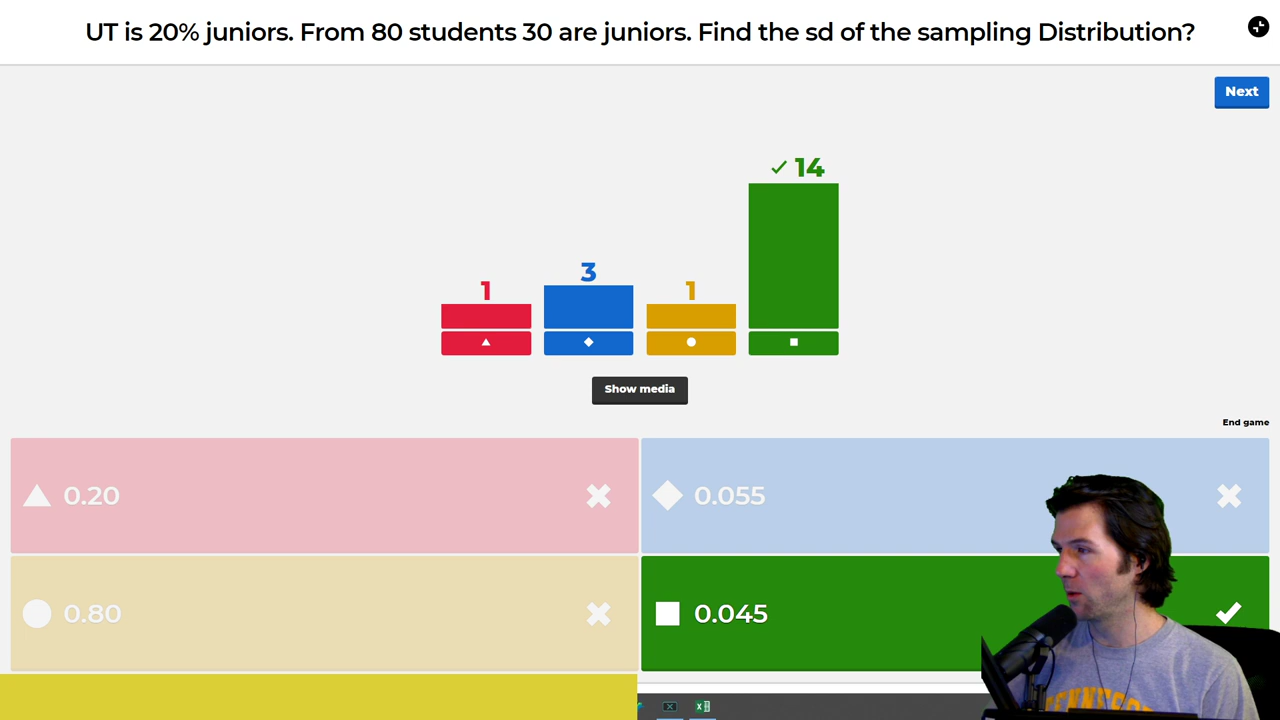 UT is 20% juniors. From 80 students 30 are juniors. Find the sd of the sampling Distribution?
Next
1
3
1
14
Show media
End game
0.20
0.055
0.80
0.045